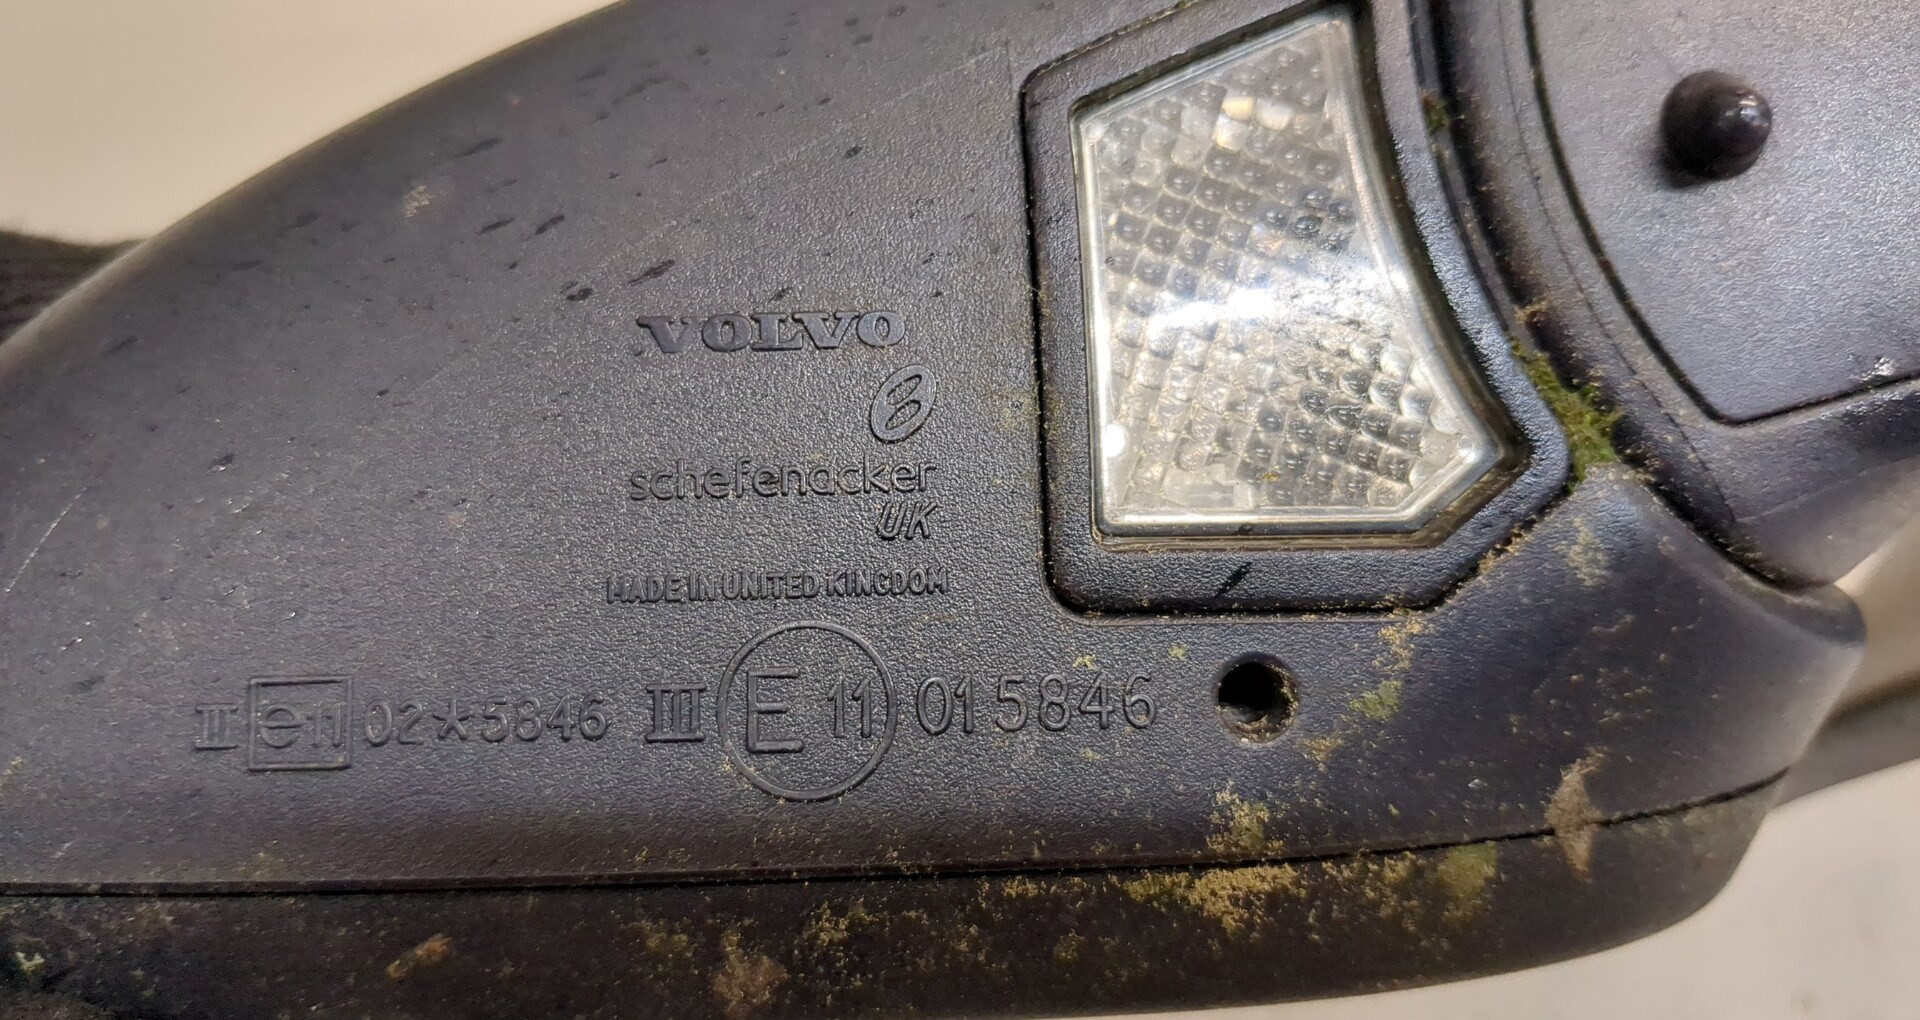 VOLVO
schefenacker
UK
MADE IN UNITED KINGDOM
II e11 02*5846 III E 11 015846